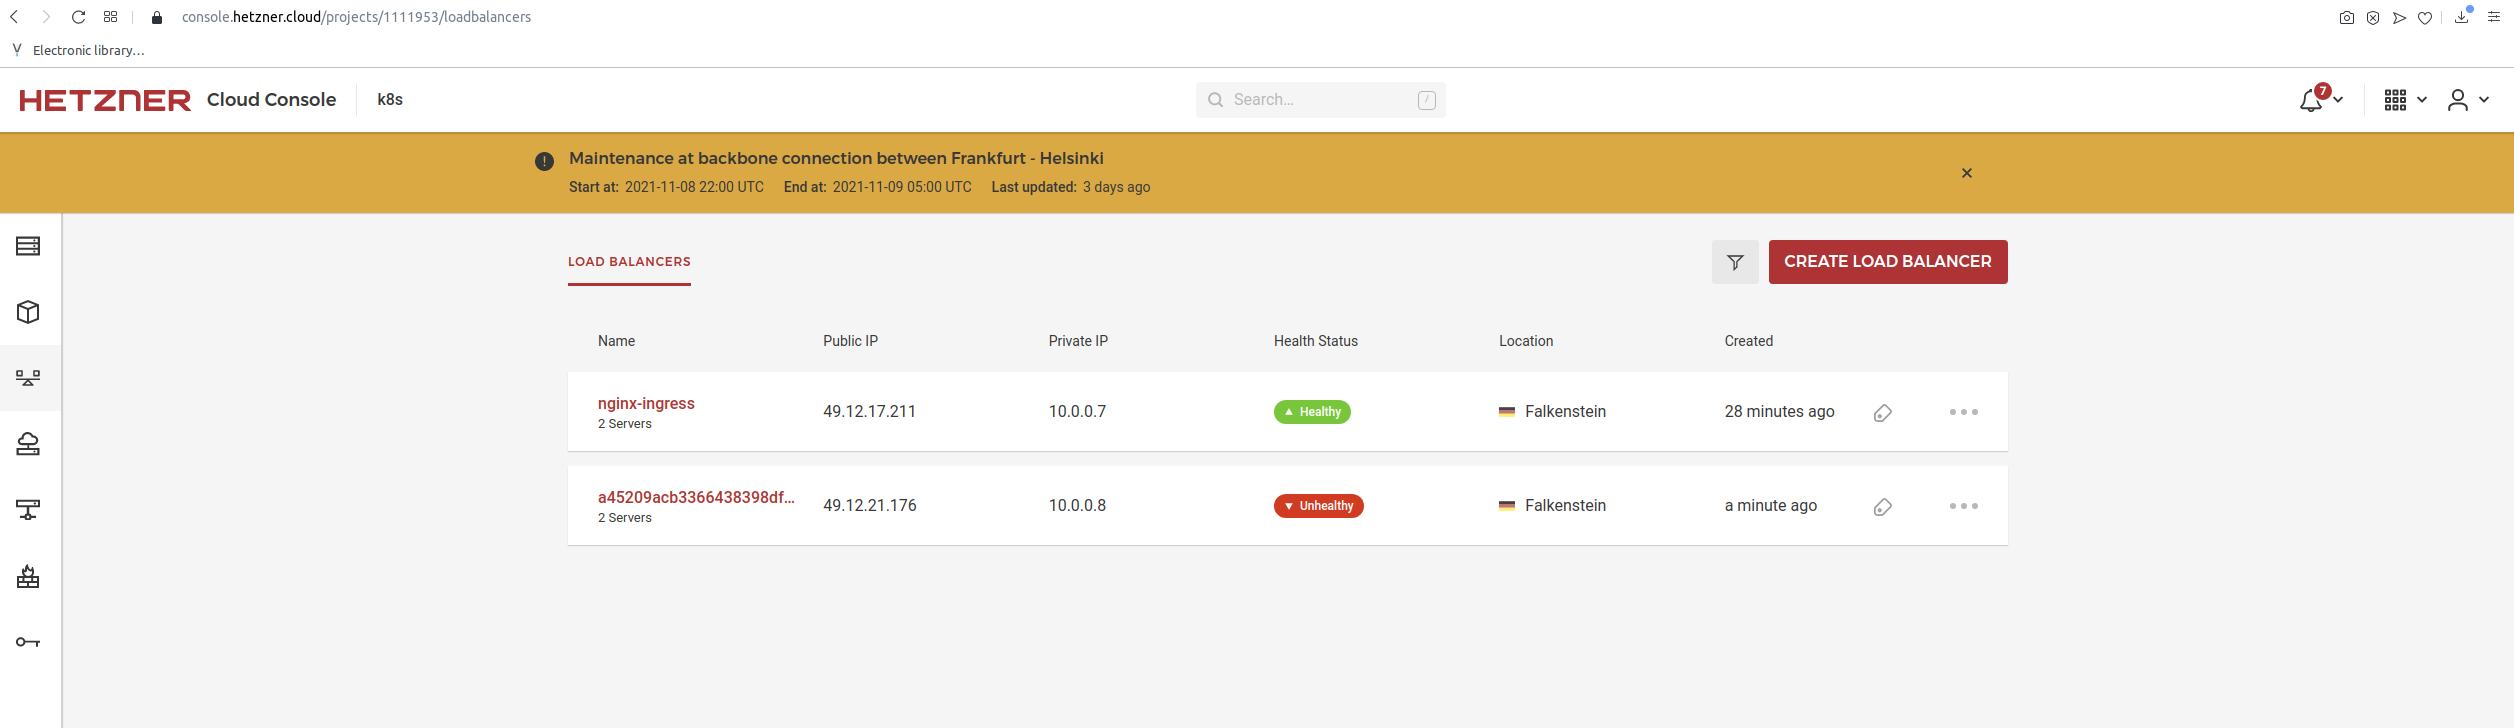 console.hetzner.cloud/projects/1111953/loadbalancers
Electronic library...
HETZNER Cloud Console k8s Search... / 7
Maintenance at backbone connection between Frankfurt - Helsinki
Start at: 2021-11-08 22:00 UTC End at: 2021-11-09 05:00 UTC Last updated: 3 days ago
LOAD BALANCERS CREATE LOAD BALANCER
Name Public IP Private IP Health Status Location Created
nginx-ingress
2 Servers
49.12.17.211 10.0.0.7 Healthy Falkenstein 28 minutes ago
a45209acb3366438398df...
2 Servers
49.12.21.176 10.0.0.8 Unhealthy Falkenstein a minute ago